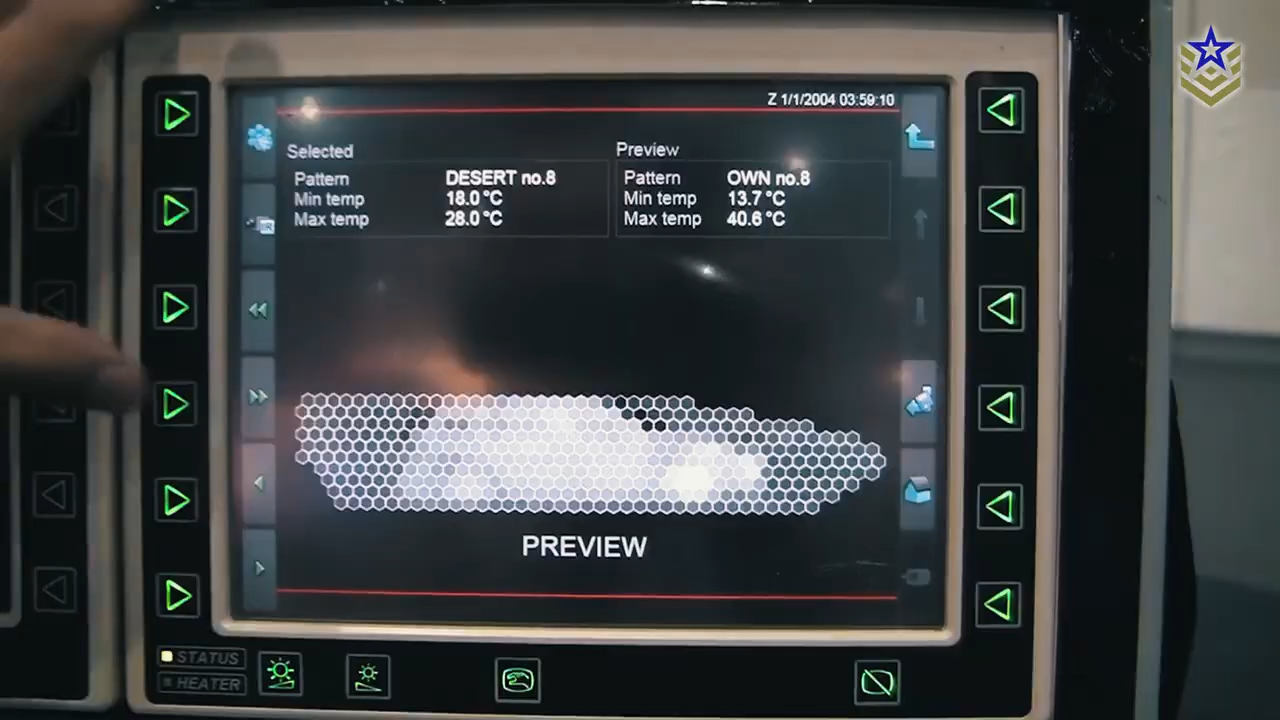 Z 1/1/2004 03:59:10
Selected
Pattern DESERT no.8
Min temp 18.0 °C
Max temp 28.0 °C
Preview
Pattern OWN no.8
Min temp 13.7 °C
Max temp 40.6 °C
PREVIEW
STATUS
HEATER